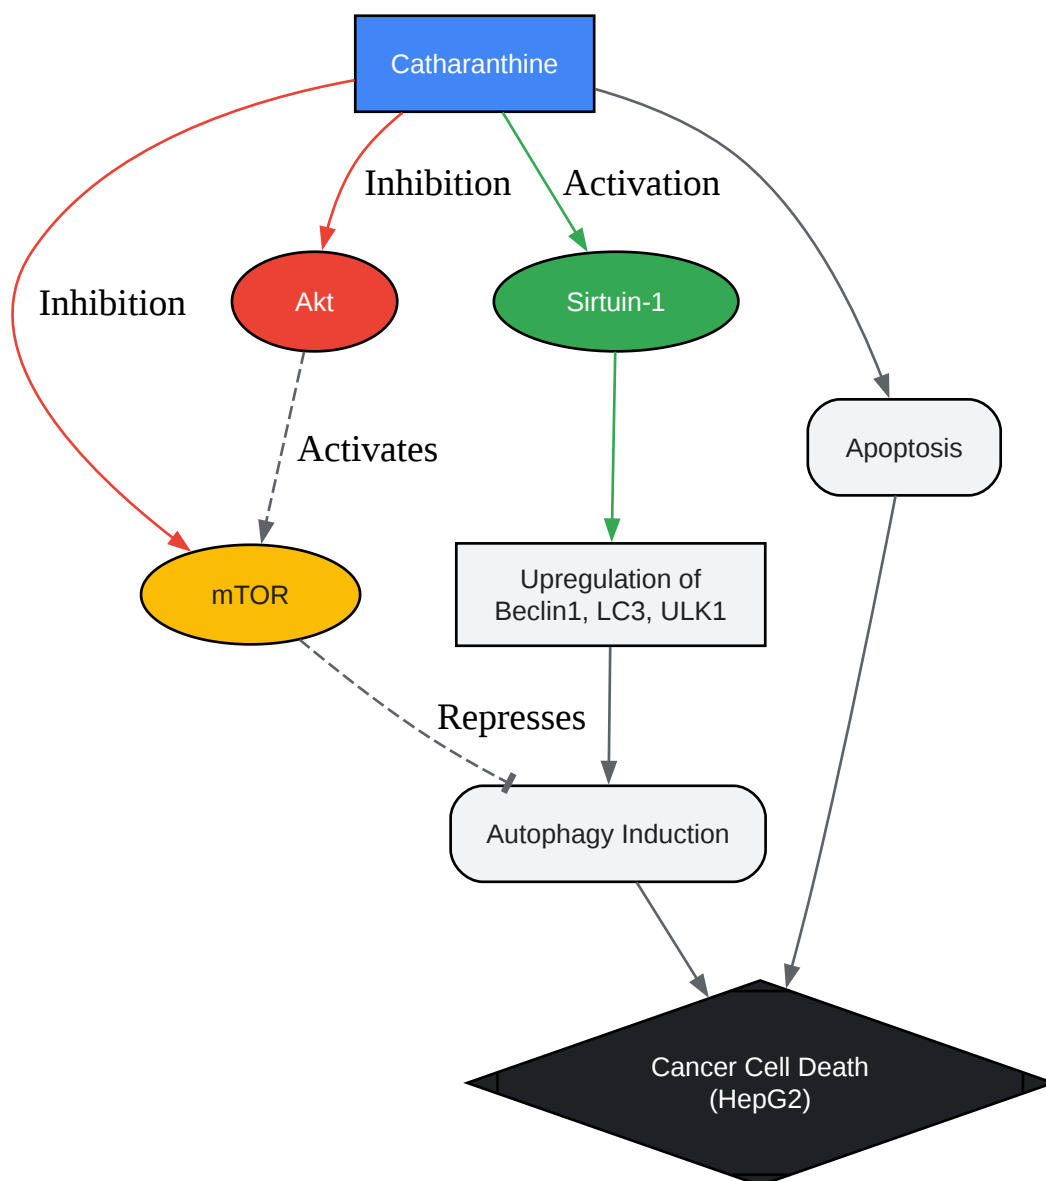 Catharanthine
Inhibition
Activation
Inhibition
Akt
Sirtuin-1
Activates
Apoptosis
mTOR
Upregulation of
Beclin1, LC3, ULK1
Represses
Autophagy Induction
Cancer Cell Death
(HepG2)